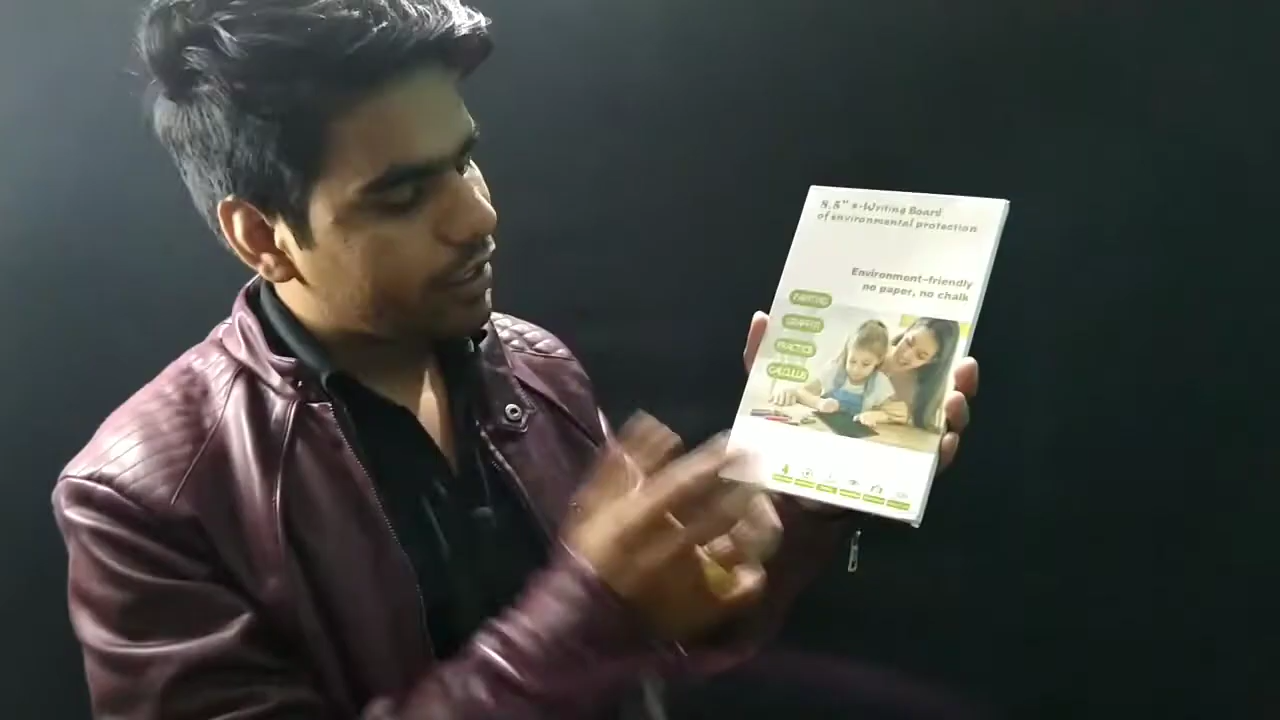 8.5" e-Writing Board
of environmental protection
Environment-friendly
no paper, no chalk
PAINTING
GRAFFITI
PRACTICE
CALCULUS